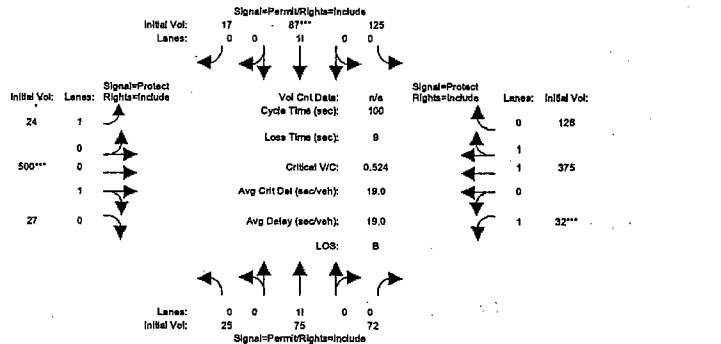 Signal=Permit/Rights=Include
Initial Vol: 17 87*** 125
Lanes: 0 0 1! 0 0
Signal=Protect
Initial Vol: Lanes: Rights=Include
Vol Cnt Date: n/a
Signal=Protect
Rights=Include Lanes: Initial Vol:
Cycle Time (sec): 100
24 1
0 128
Loss Time (sec): 9
0
1
500*** 0
Critical V/C: 0.524
1 375
1
Avg Crit Del (sec/veh): 19.0
0
27 0
Avg Delay (sec/veh): 19.0
1 32***
LOS: B
Lanes: 0 0 1! 0 0
Initial Vol: 25 75 72
Signal=Permit/Rights=Include